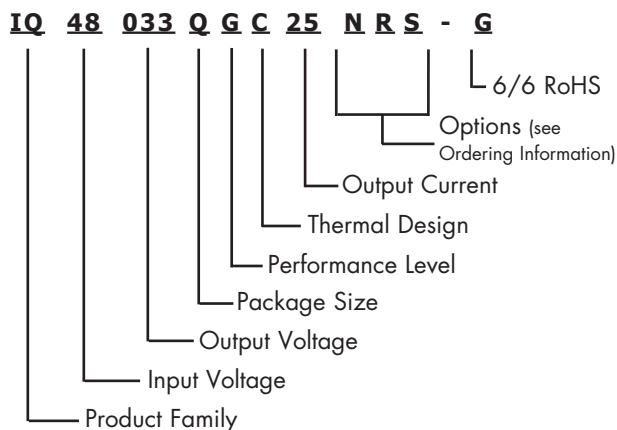 IQ 48 033 Q G C 25 N R S - G
6/6 RoHS
Options (see
Ordering Information)
Output Current
Thermal Design
Performance Level
Package Size
Output Voltage
Input Voltage
Product Family